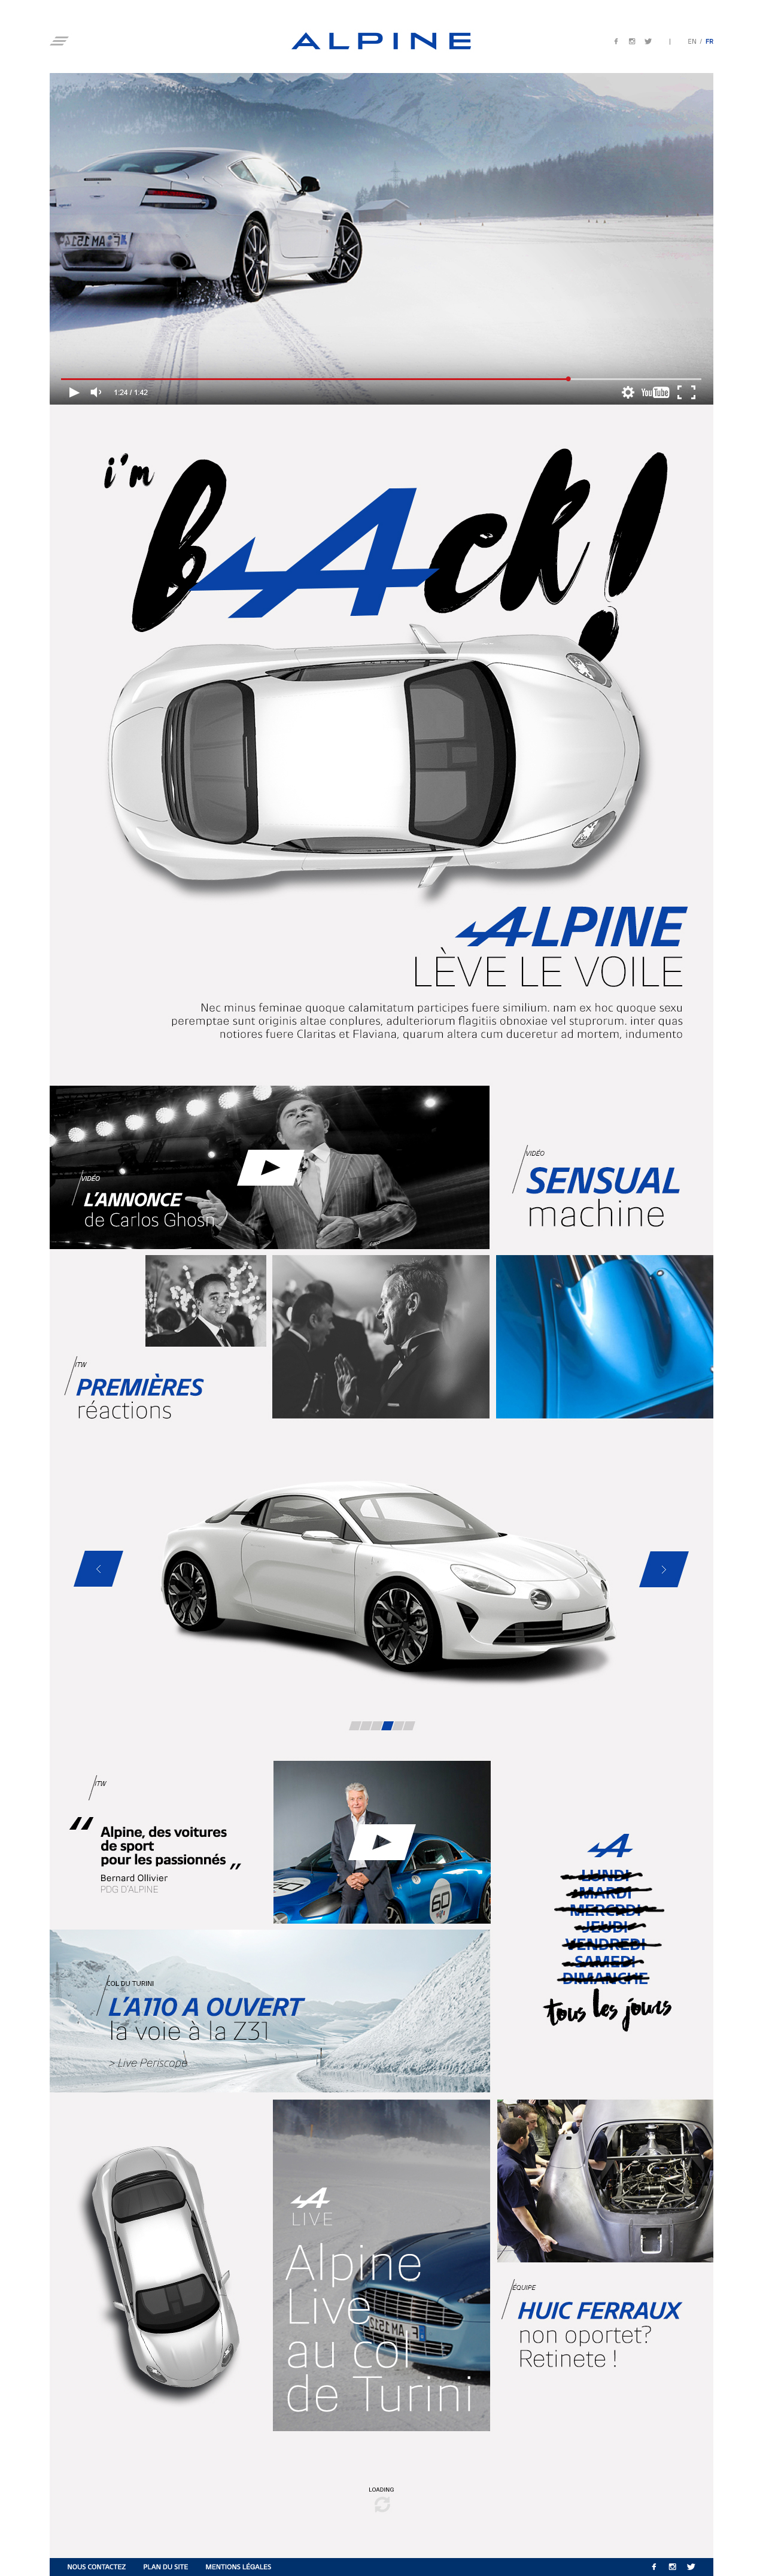 ALPINE
EN / FR
1:24 / 1:42
YouTube
i'm
bAck!
ALPINE
LÈVE LE VOILE
Nec minus feminae quoque calamitatum participes fuere similium. nam ex hoc quoque sexu
peremptae sunt originis altae conplures, adulteriorum flagitiis obnoxiae vel stuprorum. inter quas
notiores fuere Claritas et Flaviana, quarum altera cum duceretur ad mortem, indumento
VIDÉO
L'ANNONCE
de Carlos Ghosn
VIDÉO
SENSUAL
machine
ITW
PREMIÈRES
réactions
ITW
Alpine, des voitures
de sport
pour les passionnés
Bernard Ollivier
PDG D'ALPINE
60
A
LUNDI
MARDI
MERCRDI
JEUDI
VENDREDI
SAMEDI
DIMANCHE
tous les jours
COL DU TURINI
L'A110 A OUVERT
la voie à la Z31
> Live Periscope
A
LIVE
Alpine
Live
au col
de Turini
ÉQUIPE
HUIC FERRAUX
non oportet?
Retinete !
LOADING
NOUS CONTACTEZ
PLAN DU SITE
MENTIONS LÉGALES